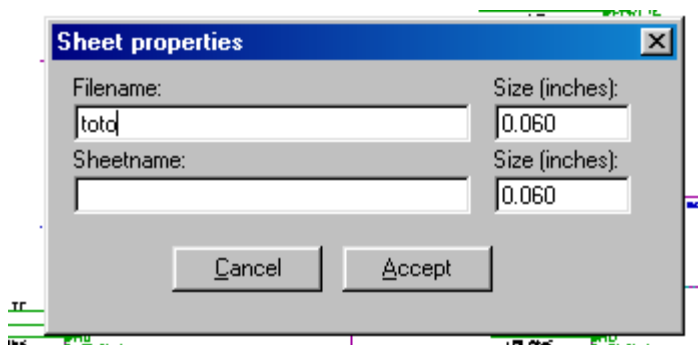 Sheet properties
Filename: Size (inches):
toto 0.060
Sheetname: Size (inches):
0.060
Cancel Accept